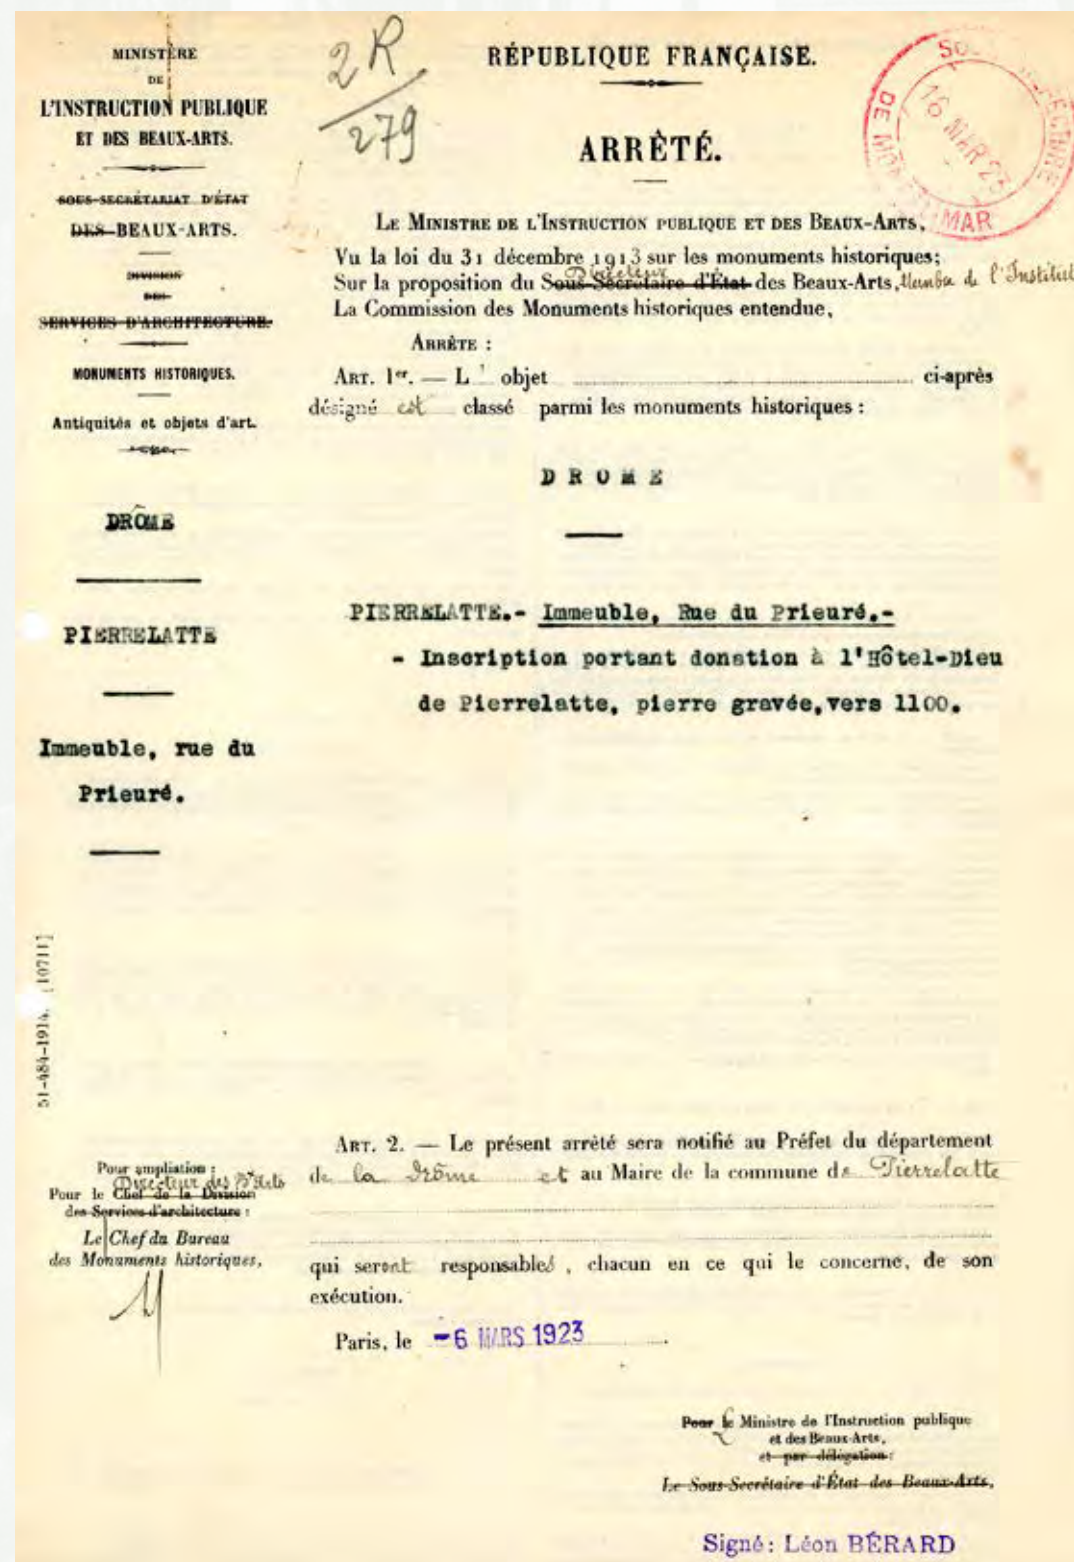 MINISTÈRE
DE
L'INSTRUCTION PUBLIQUE
ET DES BEAUX-ARTS.
SOUS-SECRÉTARIAT D'ÉTAT
DES BEAUX-ARTS.
DIVISION
DES
SERVICES D'ARCHITECTURE.
MONUMENTS HISTORIQUES.
Antiquités et objets d'art.
DRÔME
PIERRELATTE
Immeuble, rue du
Prieuré.
51-484-1914. [10711]
2R
279
RÉPUBLIQUE FRANÇAISE.
ARRÊTÉ.
16 MAR 23
LE MINISTRE DE L'INSTRUCTION PUBLIQUE ET DES BEAUX-ARTS,
Vu la loi du 31 décembre 1913 sur les monuments historiques;
Directeur
Sur la proposition du Sous-Secrétaire d'État des Beaux-Arts, Membre de l'Institut
La Commission des Monuments historiques entendue,
ARRÊTE :
ART. 1er. — L' objet ci-après
désigné est classé parmi les monuments historiques :
DROME
PIERRELATTE.- Immeuble, Rue du Prieuré.-
- Inscription portant donation à l'Hôtel-Dieu
de Pierrelatte, pierre gravée, vers 1100.
ART. 2. — Le présent arrêté sera notifié au Préfet du département
de la Drôme et au Maire de la commune de Pierrelatte
qui seront responsables, chacun en ce qui le concerne, de son
exécution.
Paris, le -6 MARS 1923
Pour ampliation :
Directeur des Bx Arts
Pour le Chef de la Division
des Services d'architecture :
Le Chef du Bureau
des Monuments historiques,
Pour le Ministre de l'Instruction publique
et des Beaux-Arts,
et par délégation :
Le Sous-Secrétaire d'État des Beaux-Arts,
Signé : Léon BÉRARD